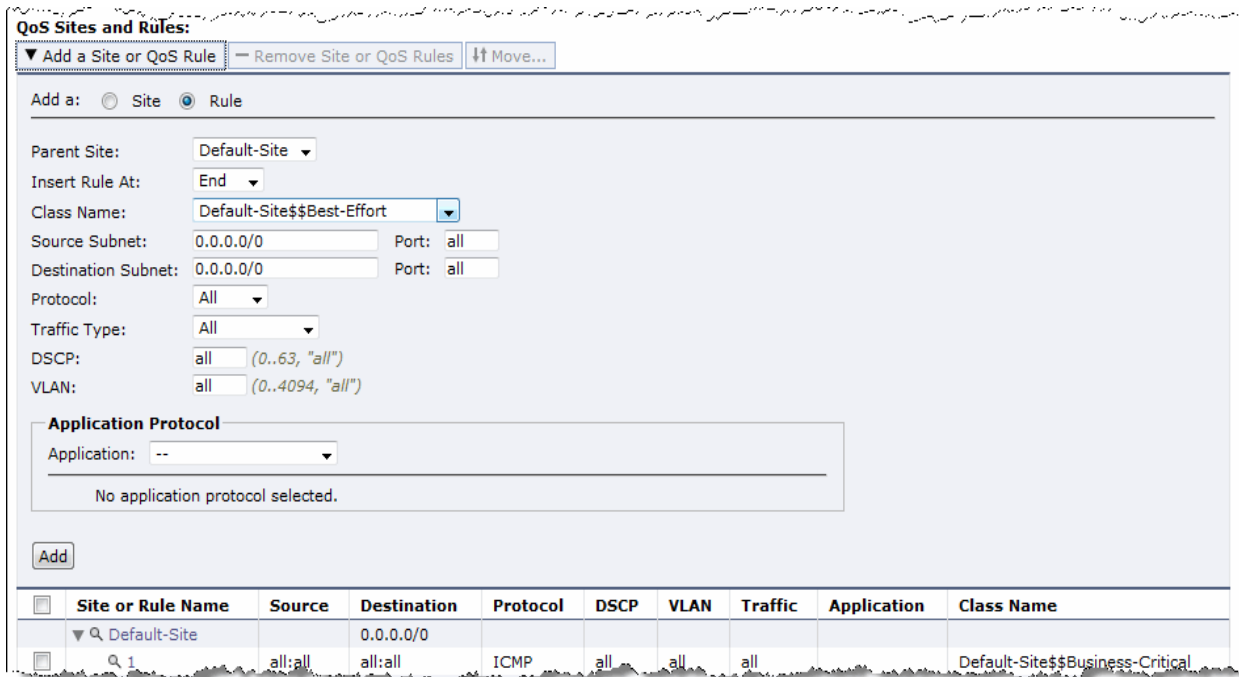 QoS Sites and Rules:
▼ Add a Site or QoS Rule — Remove Site or QoS Rules ↓↑ Move...
Add a: Site Rule
Parent Site: Default-Site
Insert Rule At: End
Class Name: Default-Site$$Best-Effort
Source Subnet: 0.0.0.0/0 Port: all
Destination Subnet: 0.0.0.0/0 Port: all
Protocol: All
Traffic Type: All
DSCP: all (0..63, "all")
VLAN: all (0..4094, "all")
Application Protocol
Application: --
No application protocol selected.
Add
Site or Rule Name Source Destination Protocol DSCP VLAN Traffic Application Class Name
Default-Site 0.0.0.0/0
1 all:all all:all ICMP all all all Default-Site$$Business-Critical